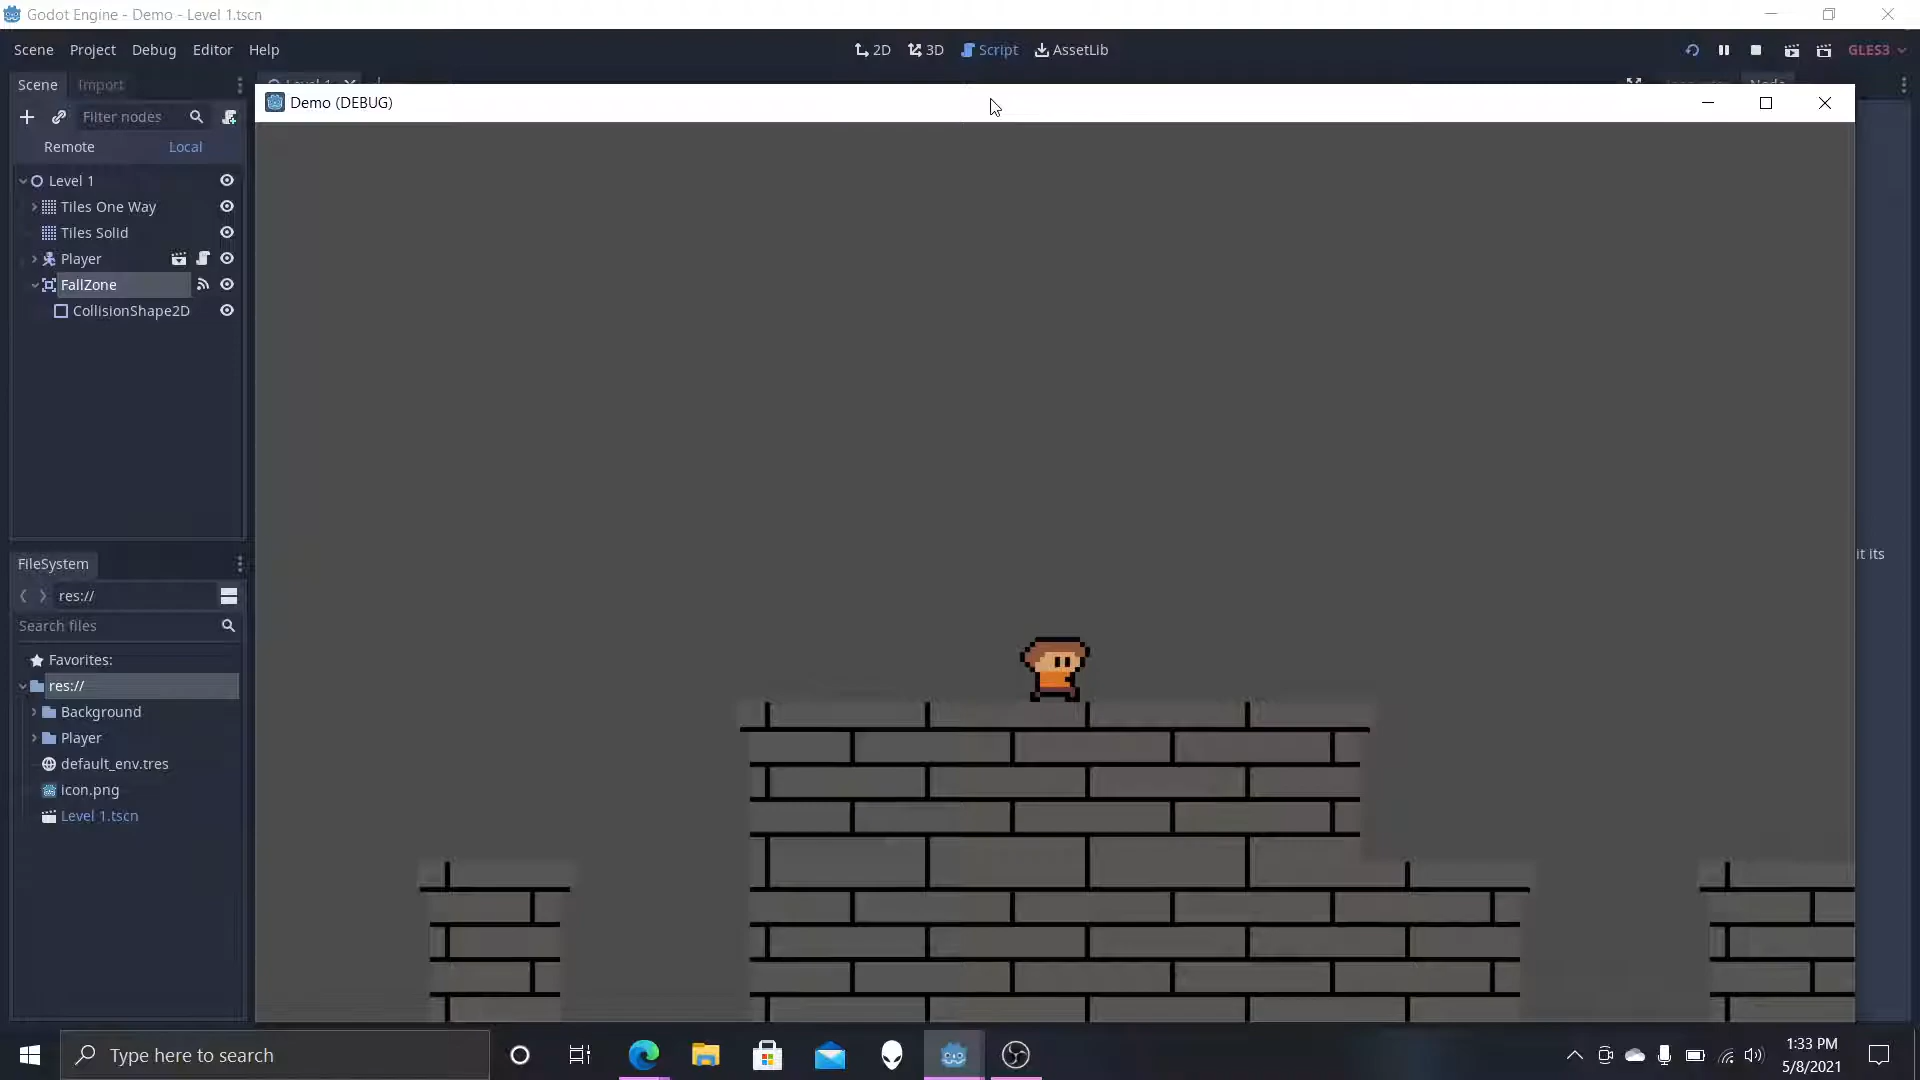 Godot Engine - Demo - Level 1.tscn
Scene Project Debug Editor Help
2D 3D Script AssetLib
GLES3
Scene Import
Level 1
Node
Demo (DEBUG)
Filter nodes
Remote Local
Level 1
Tiles One Way
Tiles Solid
Player
FallZone
CollisionShape2D
it its
FileSystem
res://
Search files
Favorites:
res://
Background
Player
default_env.tres
icon.png
Level 1.tscn
Type here to search
1:33 PM
5/8/2021